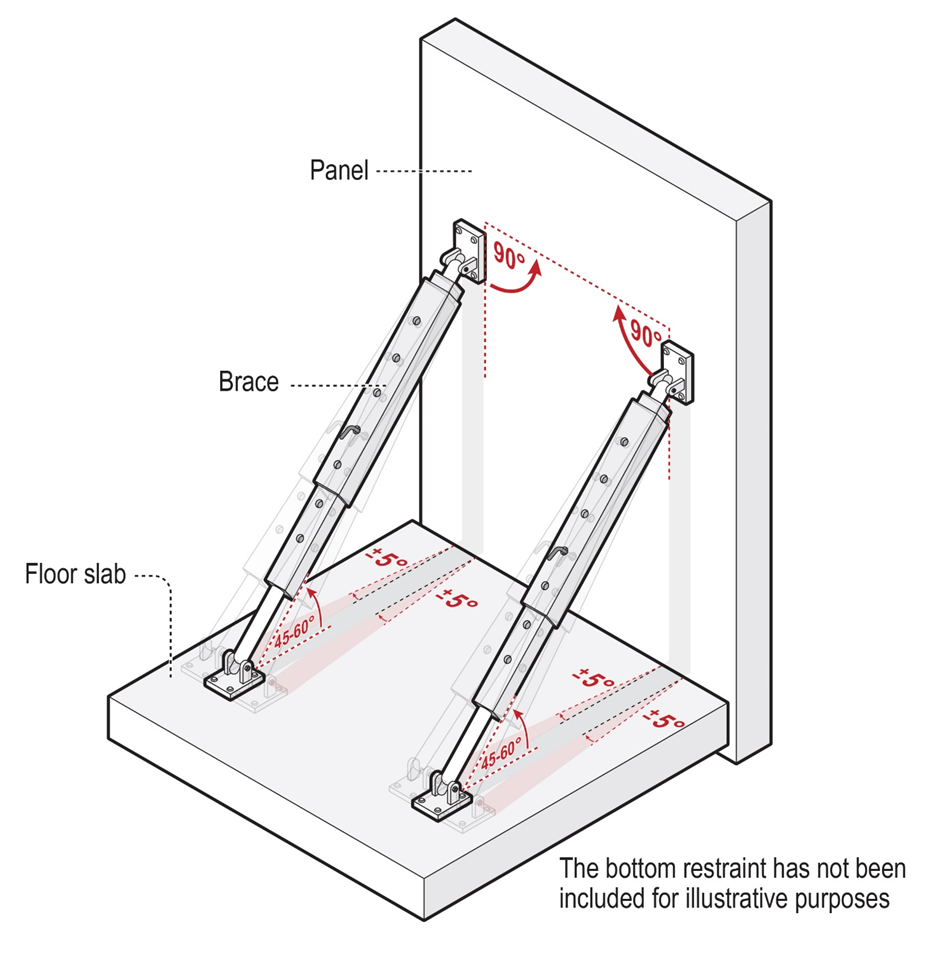 Panel
90°
90°
Brace
Floor slab
±5°
±5°
45-60°
±5°
±5°
45-60°
The bottom restraint has not been
included for illustrative purposes